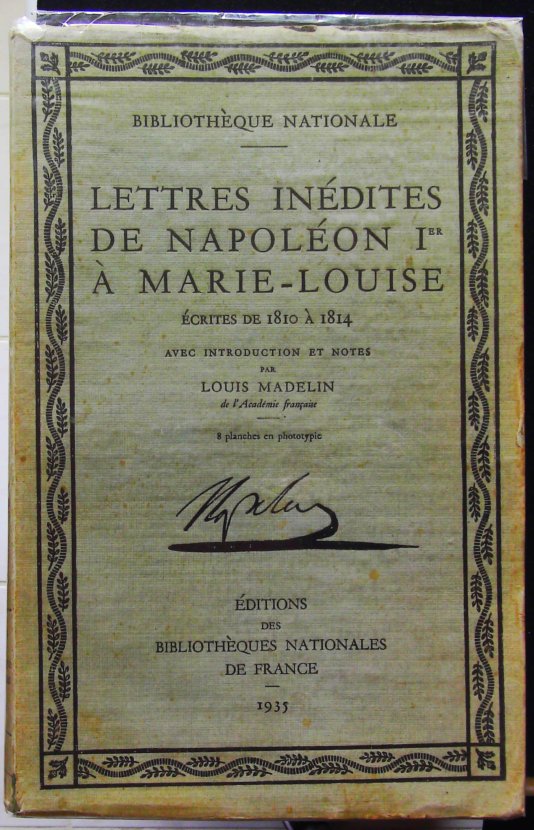 BIBLIOTHÈQUE NATIONALE
LETTRES INÉDITES
DE NAPOLÉON IER
À MARIE-LOUISE
ÉCRITES DE 1810 À 1814
AVEC INTRODUCTION ET NOTES
PAR
LOUIS MADELIN
de l'Académie française
8 planches en phototypie
Napoleon
ÉDITIONS
DES
BIBLIOTHÈQUES NATIONALES
DE FRANCE
1935